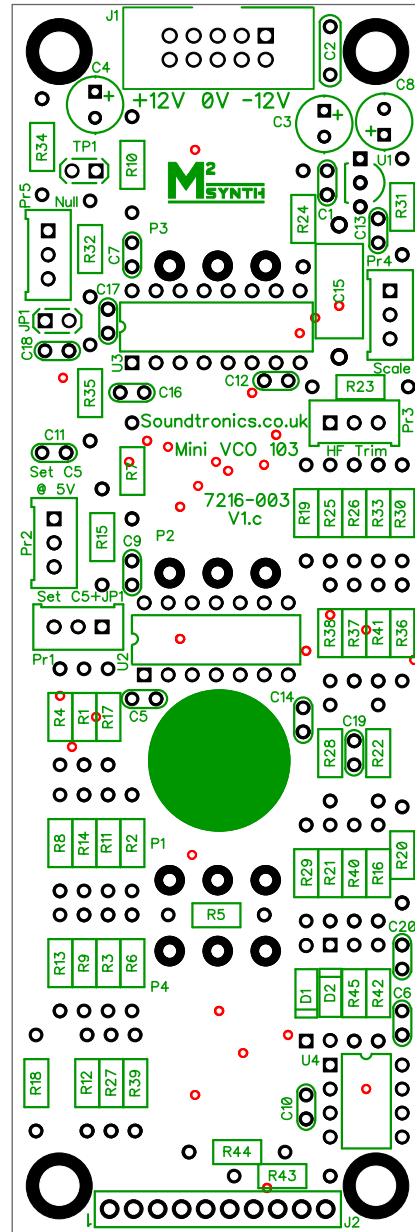 J1
C4
C2
C8
+
+
+
+12V 0V -12V
C3
R34
TP1
R10
U1
M2
SYNTH
Pr5
Null
C1
R31
R24
C13
R32
P3
C7
Pr4
C17
C15
JP1
C18
U3
Scale
R35
C16
C12
R23
Soundtronics.co.uk
Pr3
C11
Mini VCO 103
HF Trim
R7
Set C5
@ 5V
7216-003
V1.c
R19
R25
R26
R33
R30
Pr2
R15
P2
C9
Set C5+JP1
R38
R37
R41
R36
Pr1
U2
C5
C14
R4
R1
R17
C19
R28
R22
R8
R14
R11
R2
P1
R20
R29
R21
R40
R16
R5
C20
R13
R9
R3
R6
P4
D1
D2
R45
R42
C6
U4
R18
R12
R27
R39
C10
R44
R43
1
J2